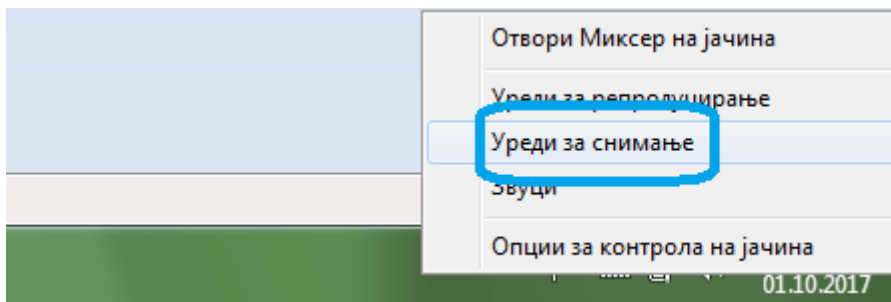 Отвори Миксер на јачина
Уреди за репродуцирање
Уреди за снимање
Звуци
Опции за контрола на јачина
01.10.2017